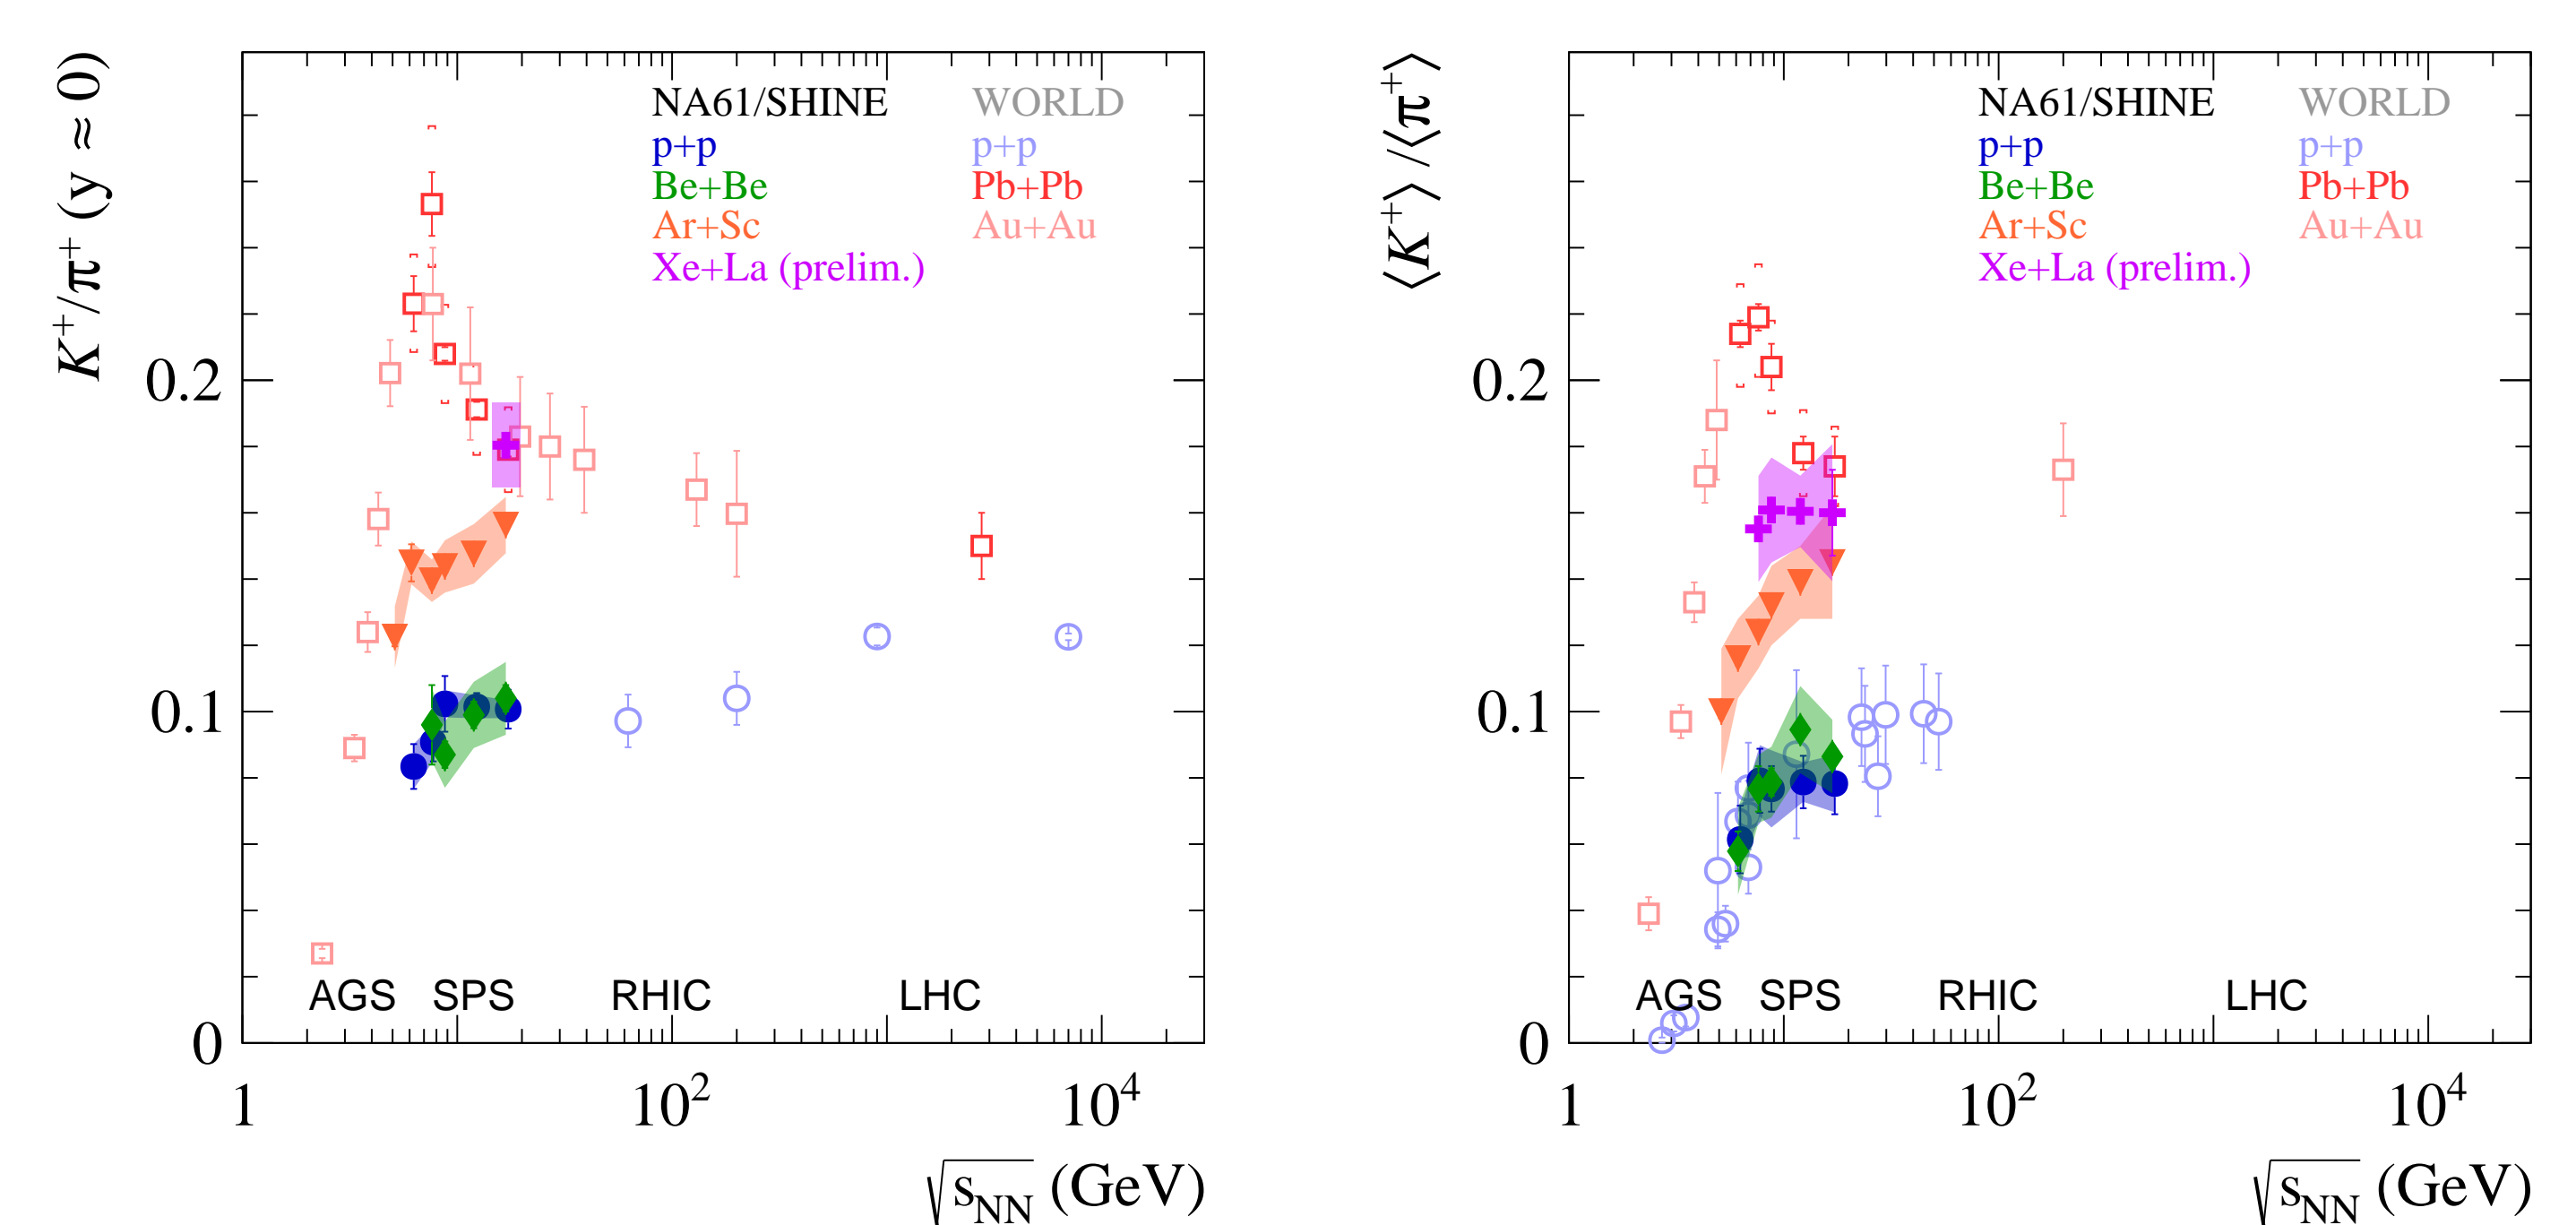 K⁺/π⁺ (y ≈ 0)
NA61/SHINE WORLD
p+p p+p
Be+Be Pb+Pb
Ar+Sc Au+Au
Xe+La (prelim.)
0.2
0.1
0
AGS SPS RHIC LHC
1 10² 10⁴
√sNN (GeV)
⟨K⁺⟩/⟨π⁺⟩
NA61/SHINE WORLD
p+p p+p
Be+Be Pb+Pb
Ar+Sc Au+Au
Xe+La (prelim.)
0.2
0.1
0
AGS SPS RHIC LHC
1 10² 10⁴
√sNN (GeV)